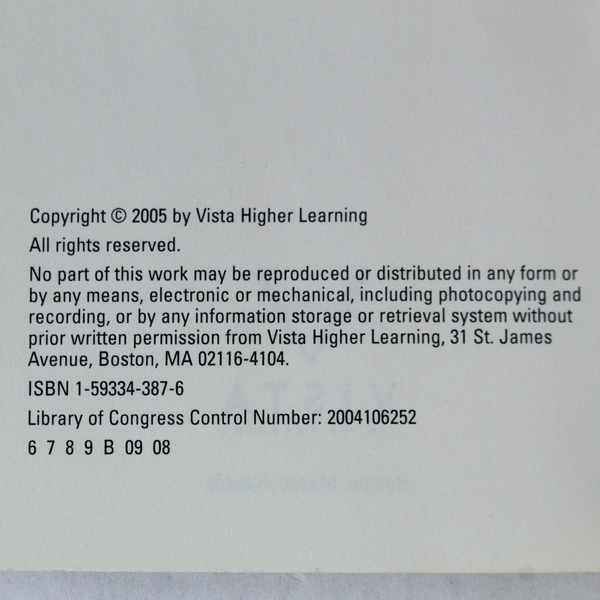 Copyright © 2005 by Vista Higher Learning
All rights reserved.
No part of this work may be reproduced or distributed in any form or
by any means, electronic or mechanical, including photocopying and
recording, or by any information storage or retrieval system without
prior written permission from Vista Higher Learning, 31 St. James
Avenue, Boston, MA 02116-4104.
ISBN 1-59334-387-6
Library of Congress Control Number: 2004106252
6 7 8 9 B 09 08